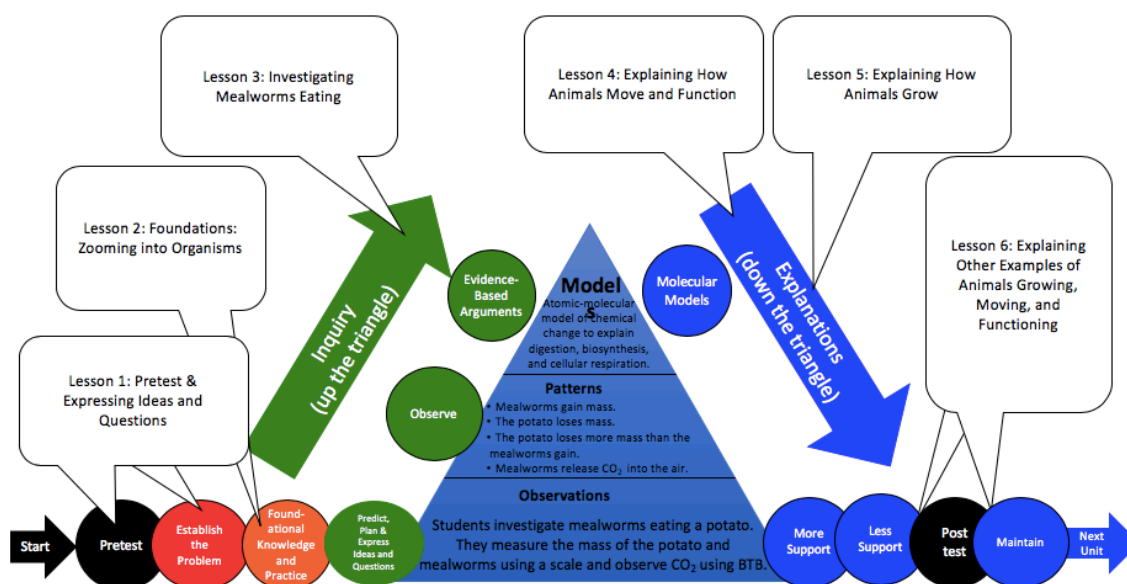 Lesson 3: Investigating
Mealworms Eating
Lesson 4: Explaining How
Animals Move and Function
Lesson 5: Explaining How
Animals Grow
Lesson 2: Foundations:
Zooming into Organisms
Lesson 6: Explaining
Other Examples of
Animals Growing,
Moving, and
Functioning
Lesson 1: Pretest &
Expressing Ideas and
Questions
Inquiry
(up the triangle)
Evidence-
Based
Arguments
Observe
Model
s
Atomic-molecular
model of chemical
change to explain
digestion, biosynthesis,
and cellular respiration.
Patterns
• Mealworms gain mass.
• The potato loses mass.
• The potato loses more mass than the
mealworms gain.
• Mealworms release CO₂ into the air.
Observations
Students investigate mealworms eating a potato.
They measure the mass of the potato and
mealworms using a scale and observe CO₂ using BTB.
Molecular
Models
Explanations
(down the triangle)
Start
Pretest
Establish
the
Problem
Found-
ational
Knowledge
and
Practice
Predict,
Plan &
Express
Ideas and
Questions
More
Support
Less
Support
Post
test
Maintain
Next
Unit